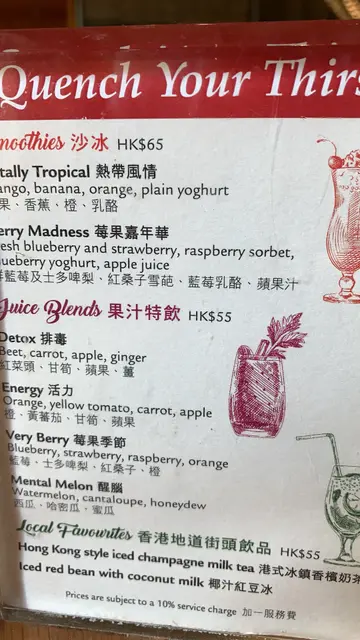 Quench Your Thirs
moothies 沙冰 HK$65
tally Tropical 熱帶風情
ango, banana, orange, plain yoghurt
果、香蕉、橙、乳酪
erry Madness 莓果嘉年華
esh blueberry and strawberry, raspberry sorbet,
ueberry yoghurt, apple juice
鮮藍莓及士多啤梨、紅桑子雪葩、藍莓乳酪、蘋果汁
Juice Blends 果汁特飲 HK$55
Detox 排毒
Beet, carrot, apple, ginger
紅菜頭、甘筍、蘋果、薑
Energy 活力
Orange, yellow tomato, carrot, apple
橙、黃蕃茄、甘筍、蘋果
Very Berry 莓果季節
Blueberry, strawberry, raspberry, orange
藍莓、士多啤梨、紅桑子、橙
Mental Melon 醒腦
Watermelon, cantaloupe, honeydew
西瓜、哈密瓜、蜜瓜
Local Favourites 香港地道街頭飲品 HK$55
Hong Kong style iced champagne milk tea 港式冰鎮香檳奶茶
Iced red bean with coconut milk 椰汁紅豆冰
Prices are subject to a 10% service charge 加一服務費